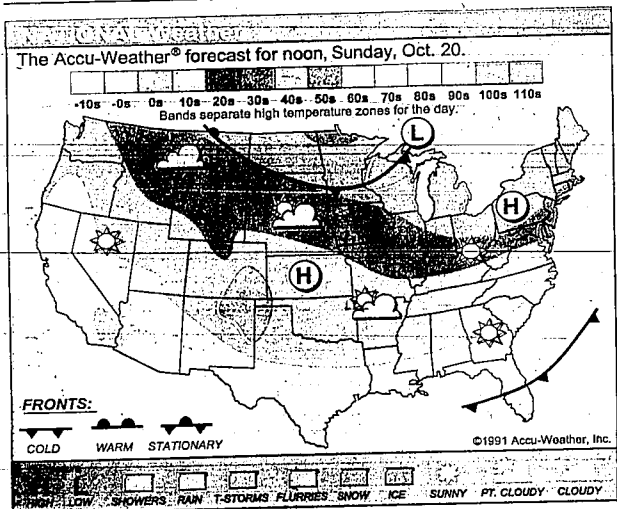 NATIONAL Weather
The Accu-Weather® forecast for noon, Sunday, Oct. 20.
-10s -0s 0s 10s 20s 30s 40s 50s 60s 70s 80s 90s 100s 110s
Bands separate high temperature zones for the day.
L
H
H
FRONTS:
COLD WARM STATIONARY
©1991 Accu-Weather, Inc.
HIGH LOW SHOWERS RAIN T-STORMS FLURRIES SNOW ICE SUNNY PT. CLOUDY CLOUDY